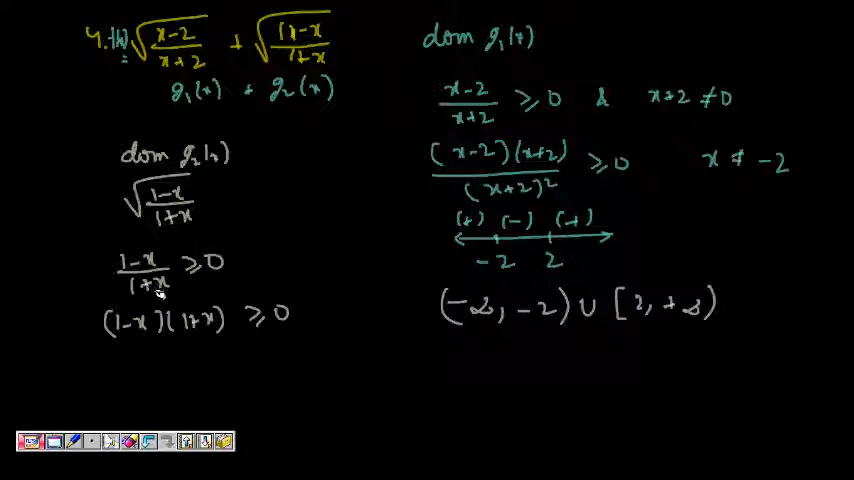 4.(h) √((x-2)/(x+2)) + √((1-x)/(1+x))
g₁(x) + g₂(x)
dom g₂(x)
√((1-x)/(1+x))
(1-x)/(1+x) ≥ 0
(1-x)(1+x) ≥ 0
dom g₁(x)
(x-2)/(x+2) ≥ 0 & x+2 ≠ 0
(x-2)(x+2)/(x+2)² ≥ 0 x ≠ -2
(+) (-) (+)
-2 2
(-∞, -2) ∪ [2, +∞)